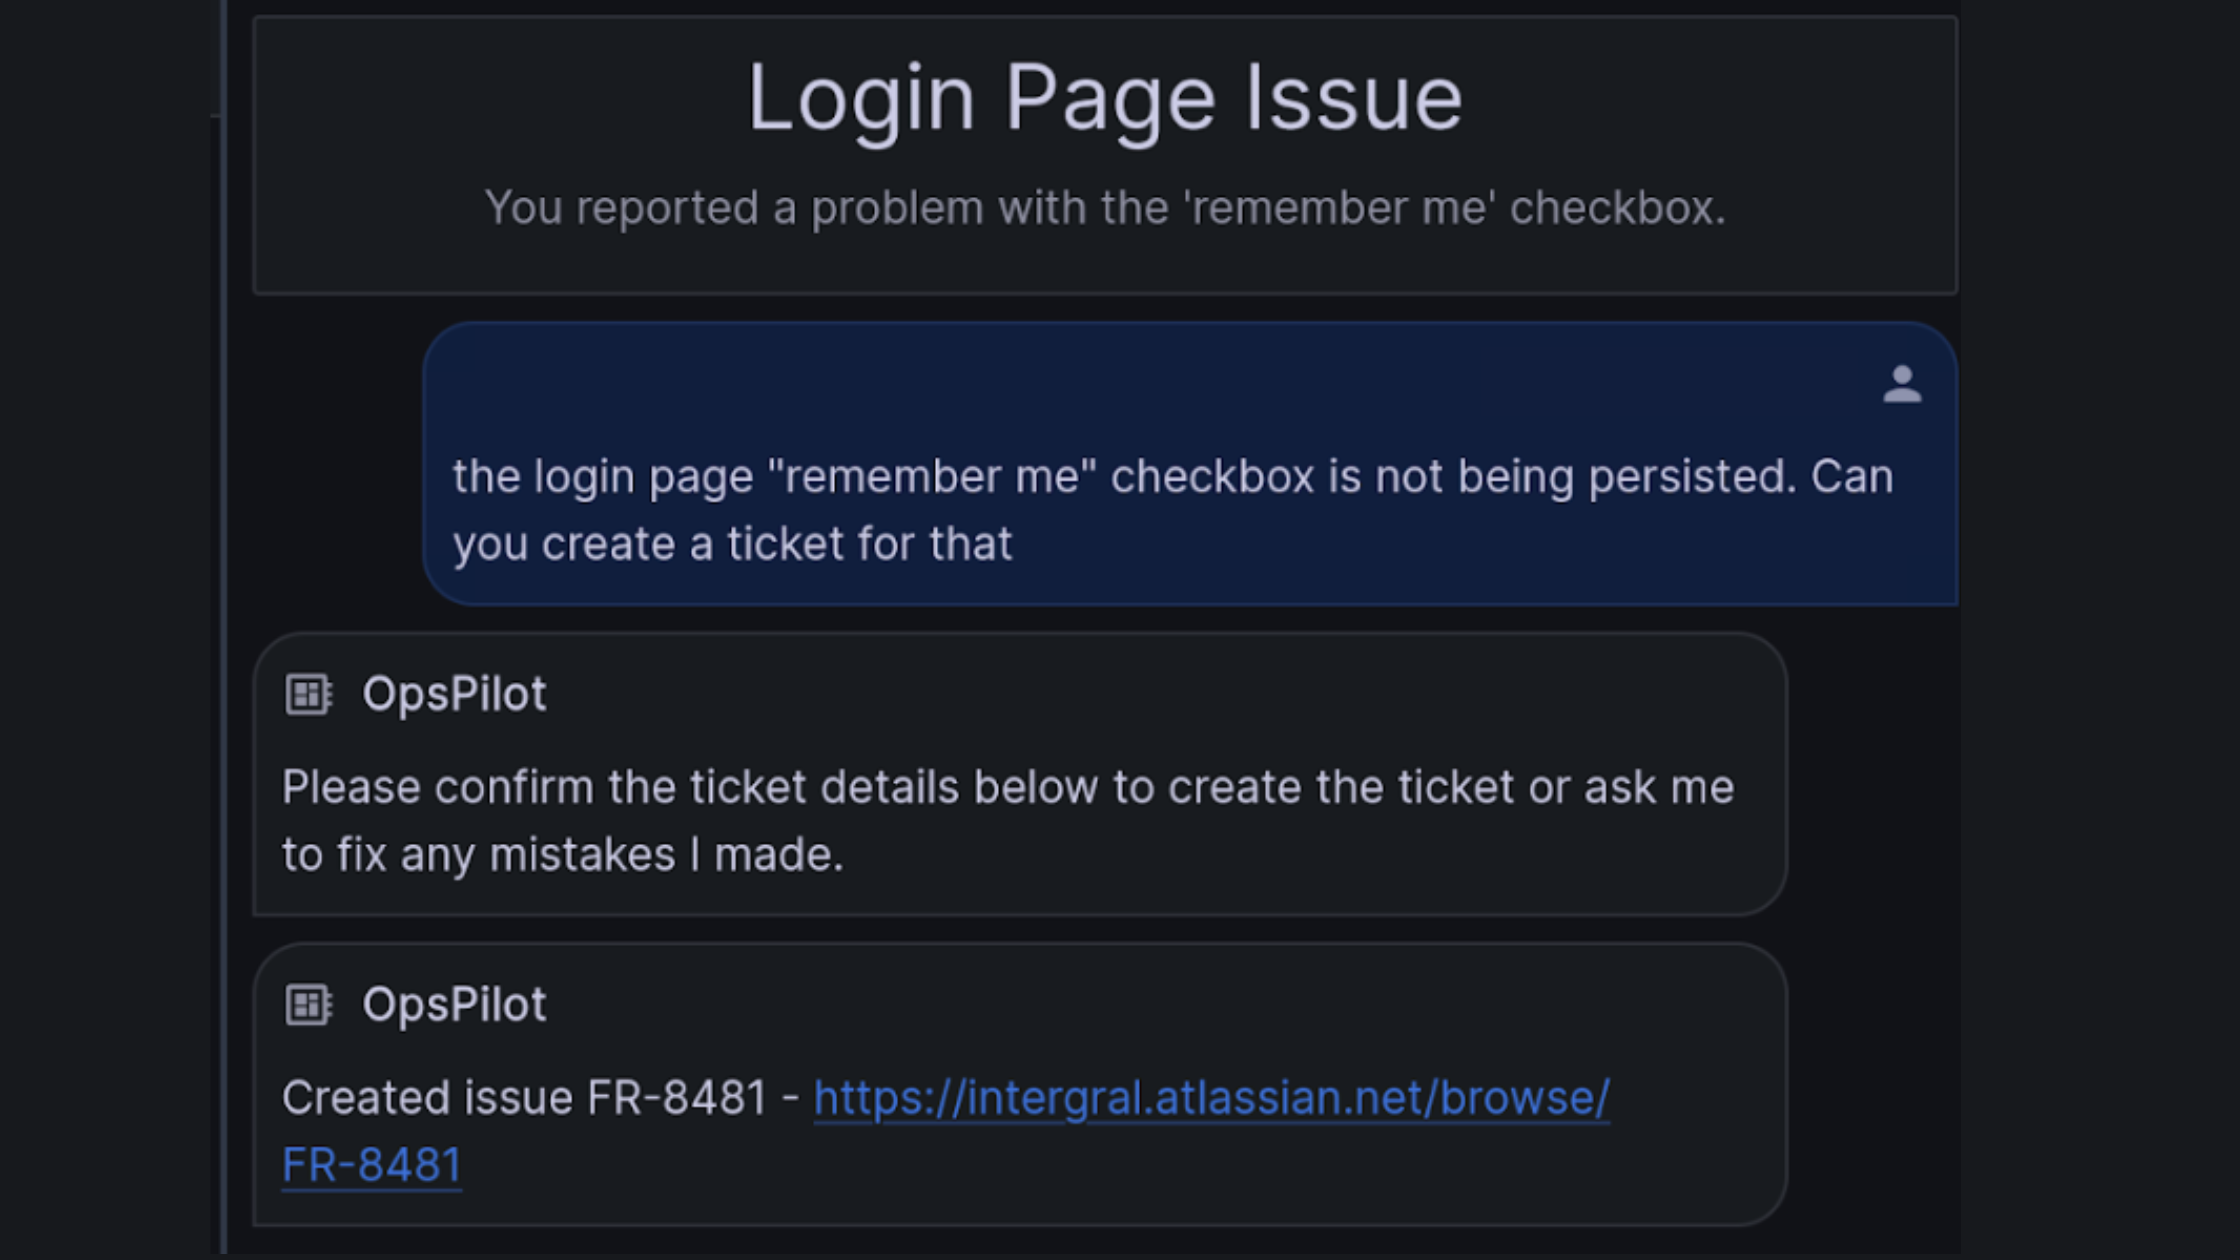 Login Page Issue
You reported a problem with the 'remember me' checkbox.
the login page "remember me" checkbox is not being persisted. Can
you create a ticket for that
OpsPilot
Please confirm the ticket details below to create the ticket or ask me
to fix any mistakes I made.
OpsPilot
Created issue FR-8481 - https://intergral.atlassian.net/browse/
FR-8481